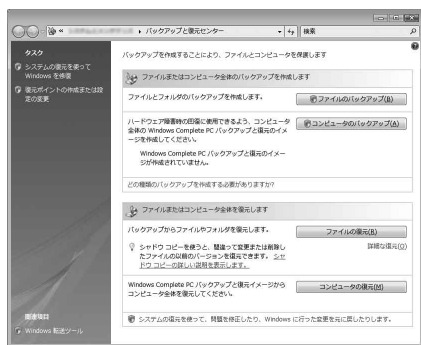 « ▸ バックアップと復元センター
検索
タスク
システムの復元を使って
Windows を修復
復元ポイントの作成または設
定の変更
関連項目
Windows 転送ツール
バックアップを作成することにより、ファイルとコンピュータを保護します
ファイルまたはコンピュータ全体のバックアップを作成します
ファイルとフォルダのバックアップを作成します。
ファイルのバックアップ(B)
ハードウェア障害時の回復に使用できるよう、コンピュータ
全体の Windows Complete PC バックアップと復元のイメ
ージを作成してください。
コンピュータのバックアップ(A)
Windows Complete PC バックアップと復元のイメー
ジが作成されていません。
どの種類のバックアップを作成する必要がありますか?
ファイルまたはコンピュータ全体を復元します
バックアップからファイルやフォルダを復元します。
ファイルの復元(R)
シャドウ コピーを使うと、間違って変更または削除し
たファイルの以前のバージョンを復元できます。 シャ
ドウ コピーの詳しい説明を表示します。
詳細な復元(O)
Windows Complete PC バックアップと復元イメージから
コンピュータ全体を復元してください。
コンピュータの復元(M)
システムの復元を使って、問題を修正したり、Windows に行った変更を元に戻したりします。